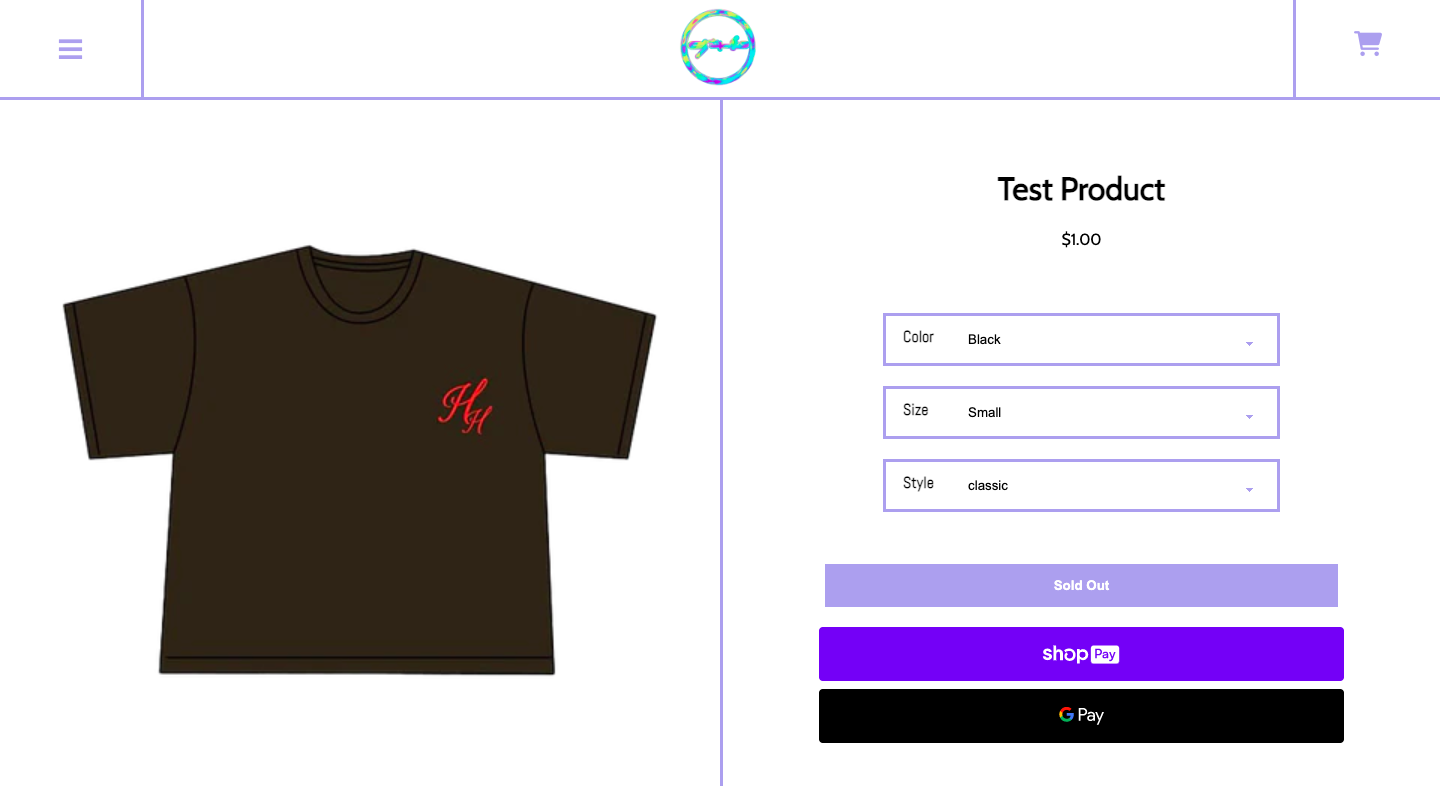 Test Product
$1.00
HH
Color Black
Size Small
Style classic
Sold Out
shop Pay
G Pay